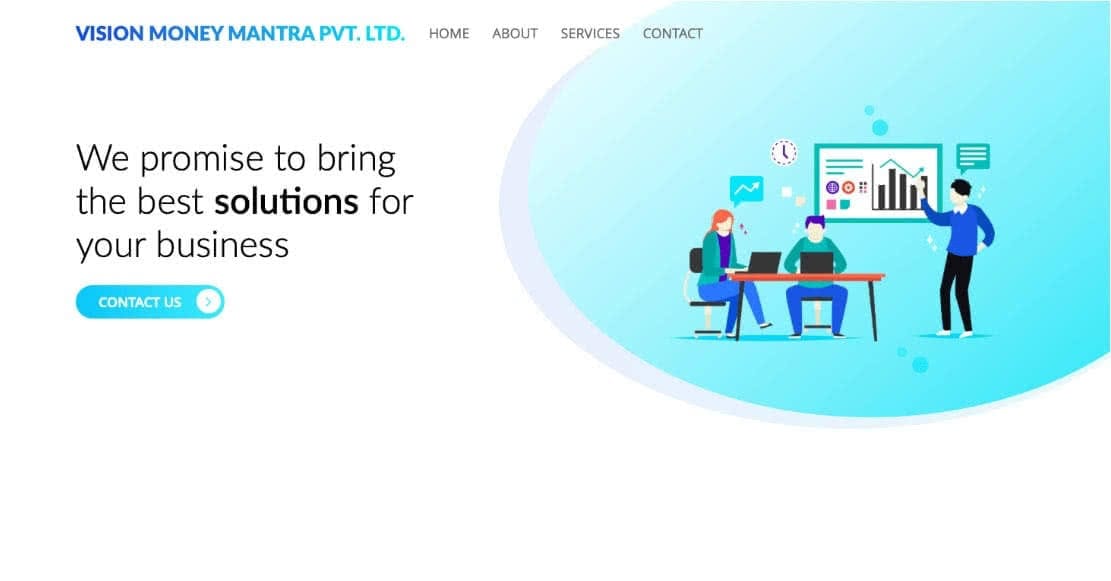 VISION MONEY MANTRA PVT. LTD. HOME ABOUT SERVICES CONTACT
We promise to bring
the best solutions for
your business
CONTACT US